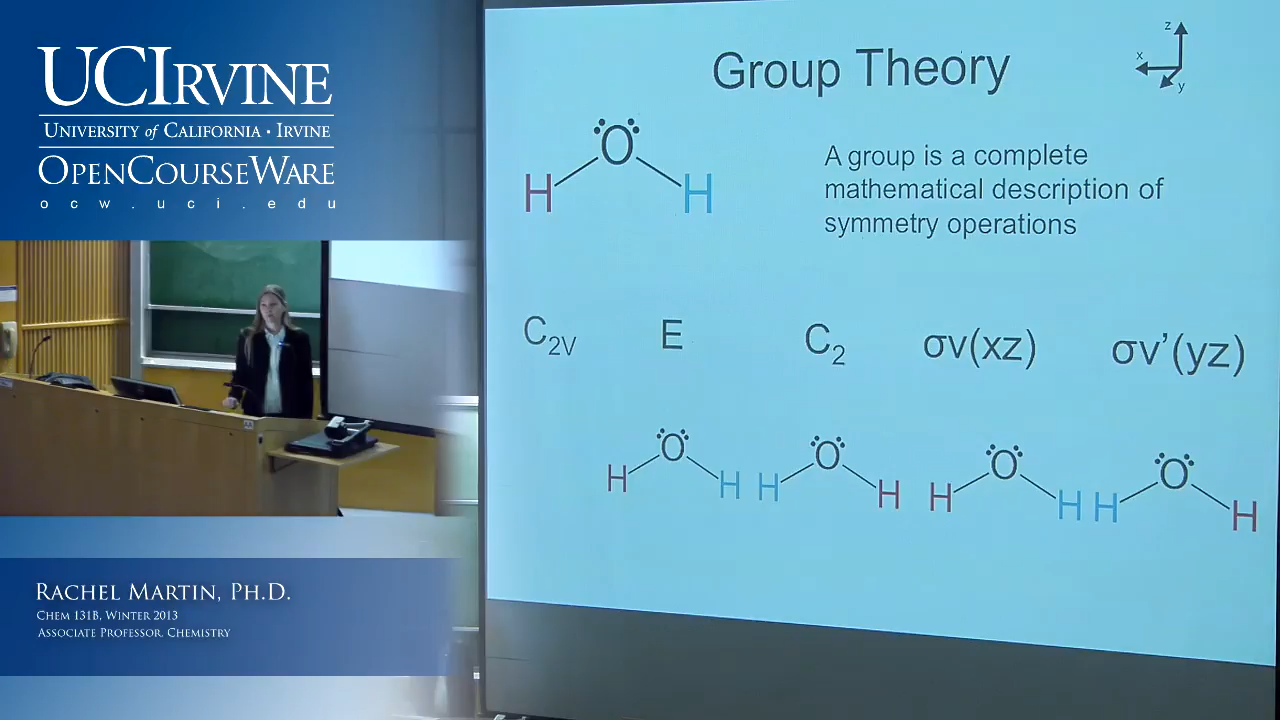 UCIRVINE
UNIVERSITY of CALIFORNIA · IRVINE
OPENCOURSEWARE
ocw.uci.edu
RACHEL MARTIN, PH.D.
CHEM 131B, WINTER 2013
ASSOCIATE PROFESSOR, CHEMISTRY
Group Theory
z
x
y
O
H H
A group is a complete
mathematical description of
symmetry operations
C2V E C2 σv(xz) σv’(yz)
O O O O
H H H H H H H H